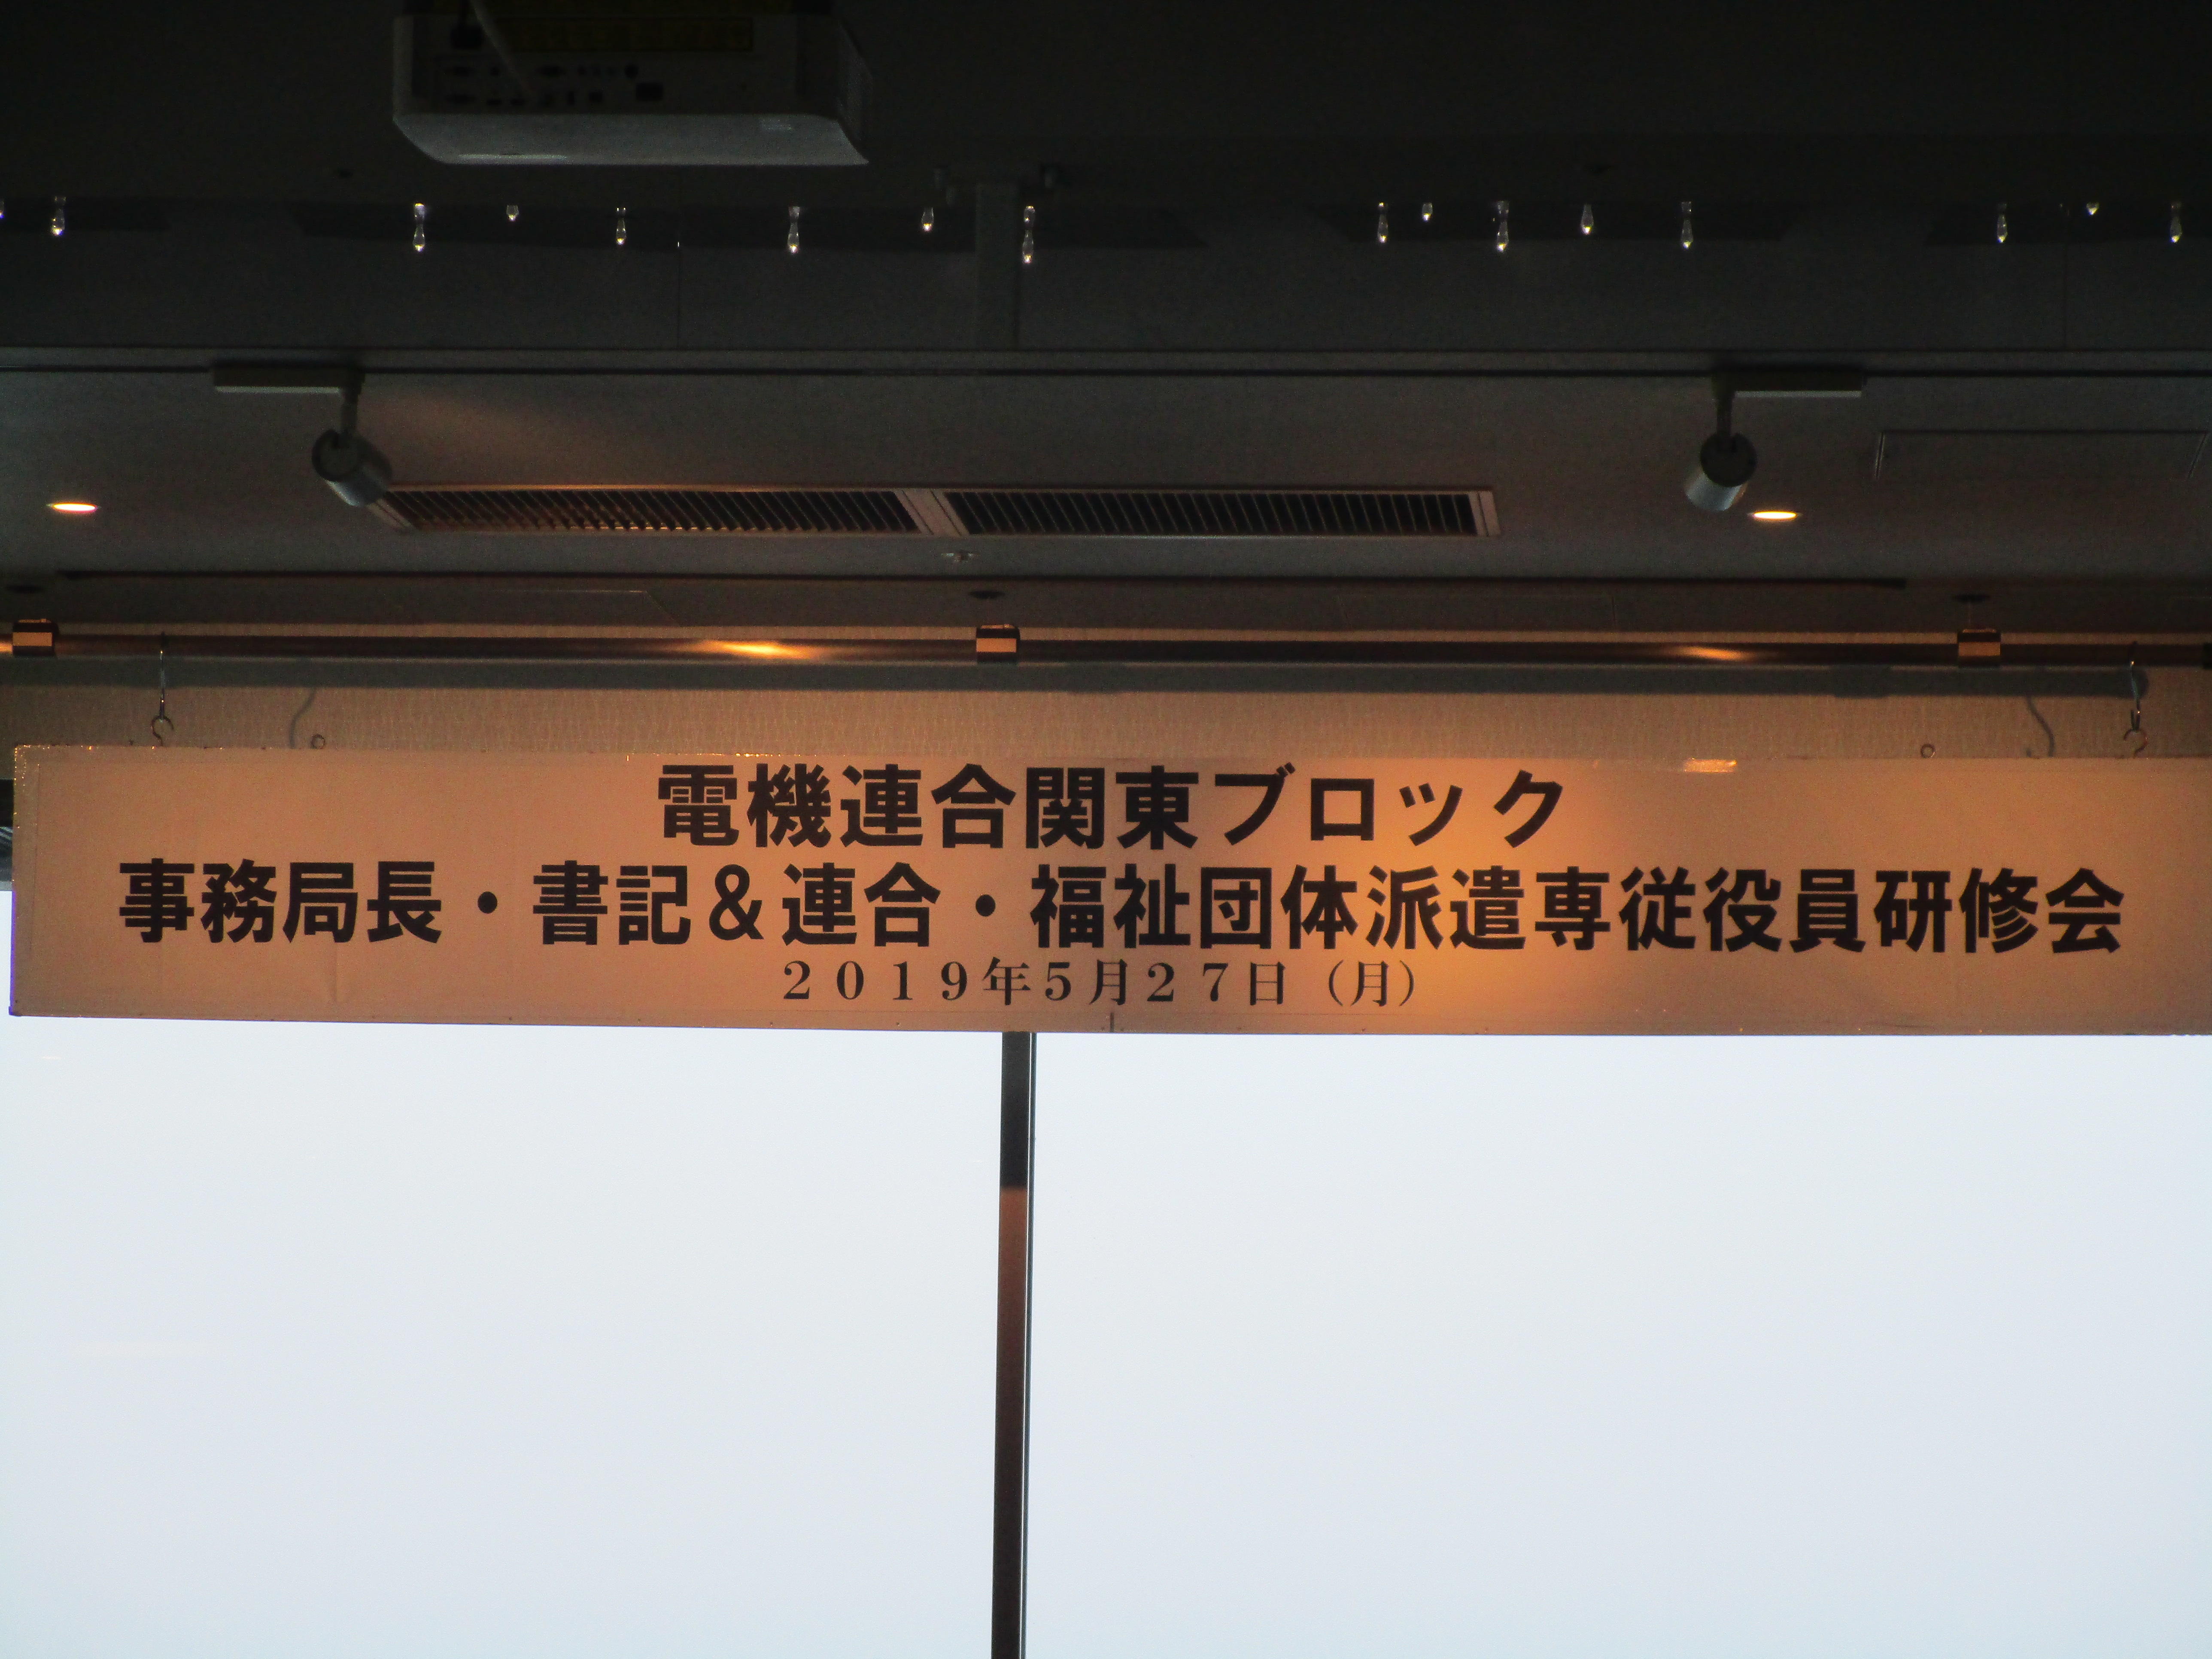 電機連合関東ブロック
事務局長・書記&連合・福祉団体派遣専従役員研修会
2019年5月27日(月)